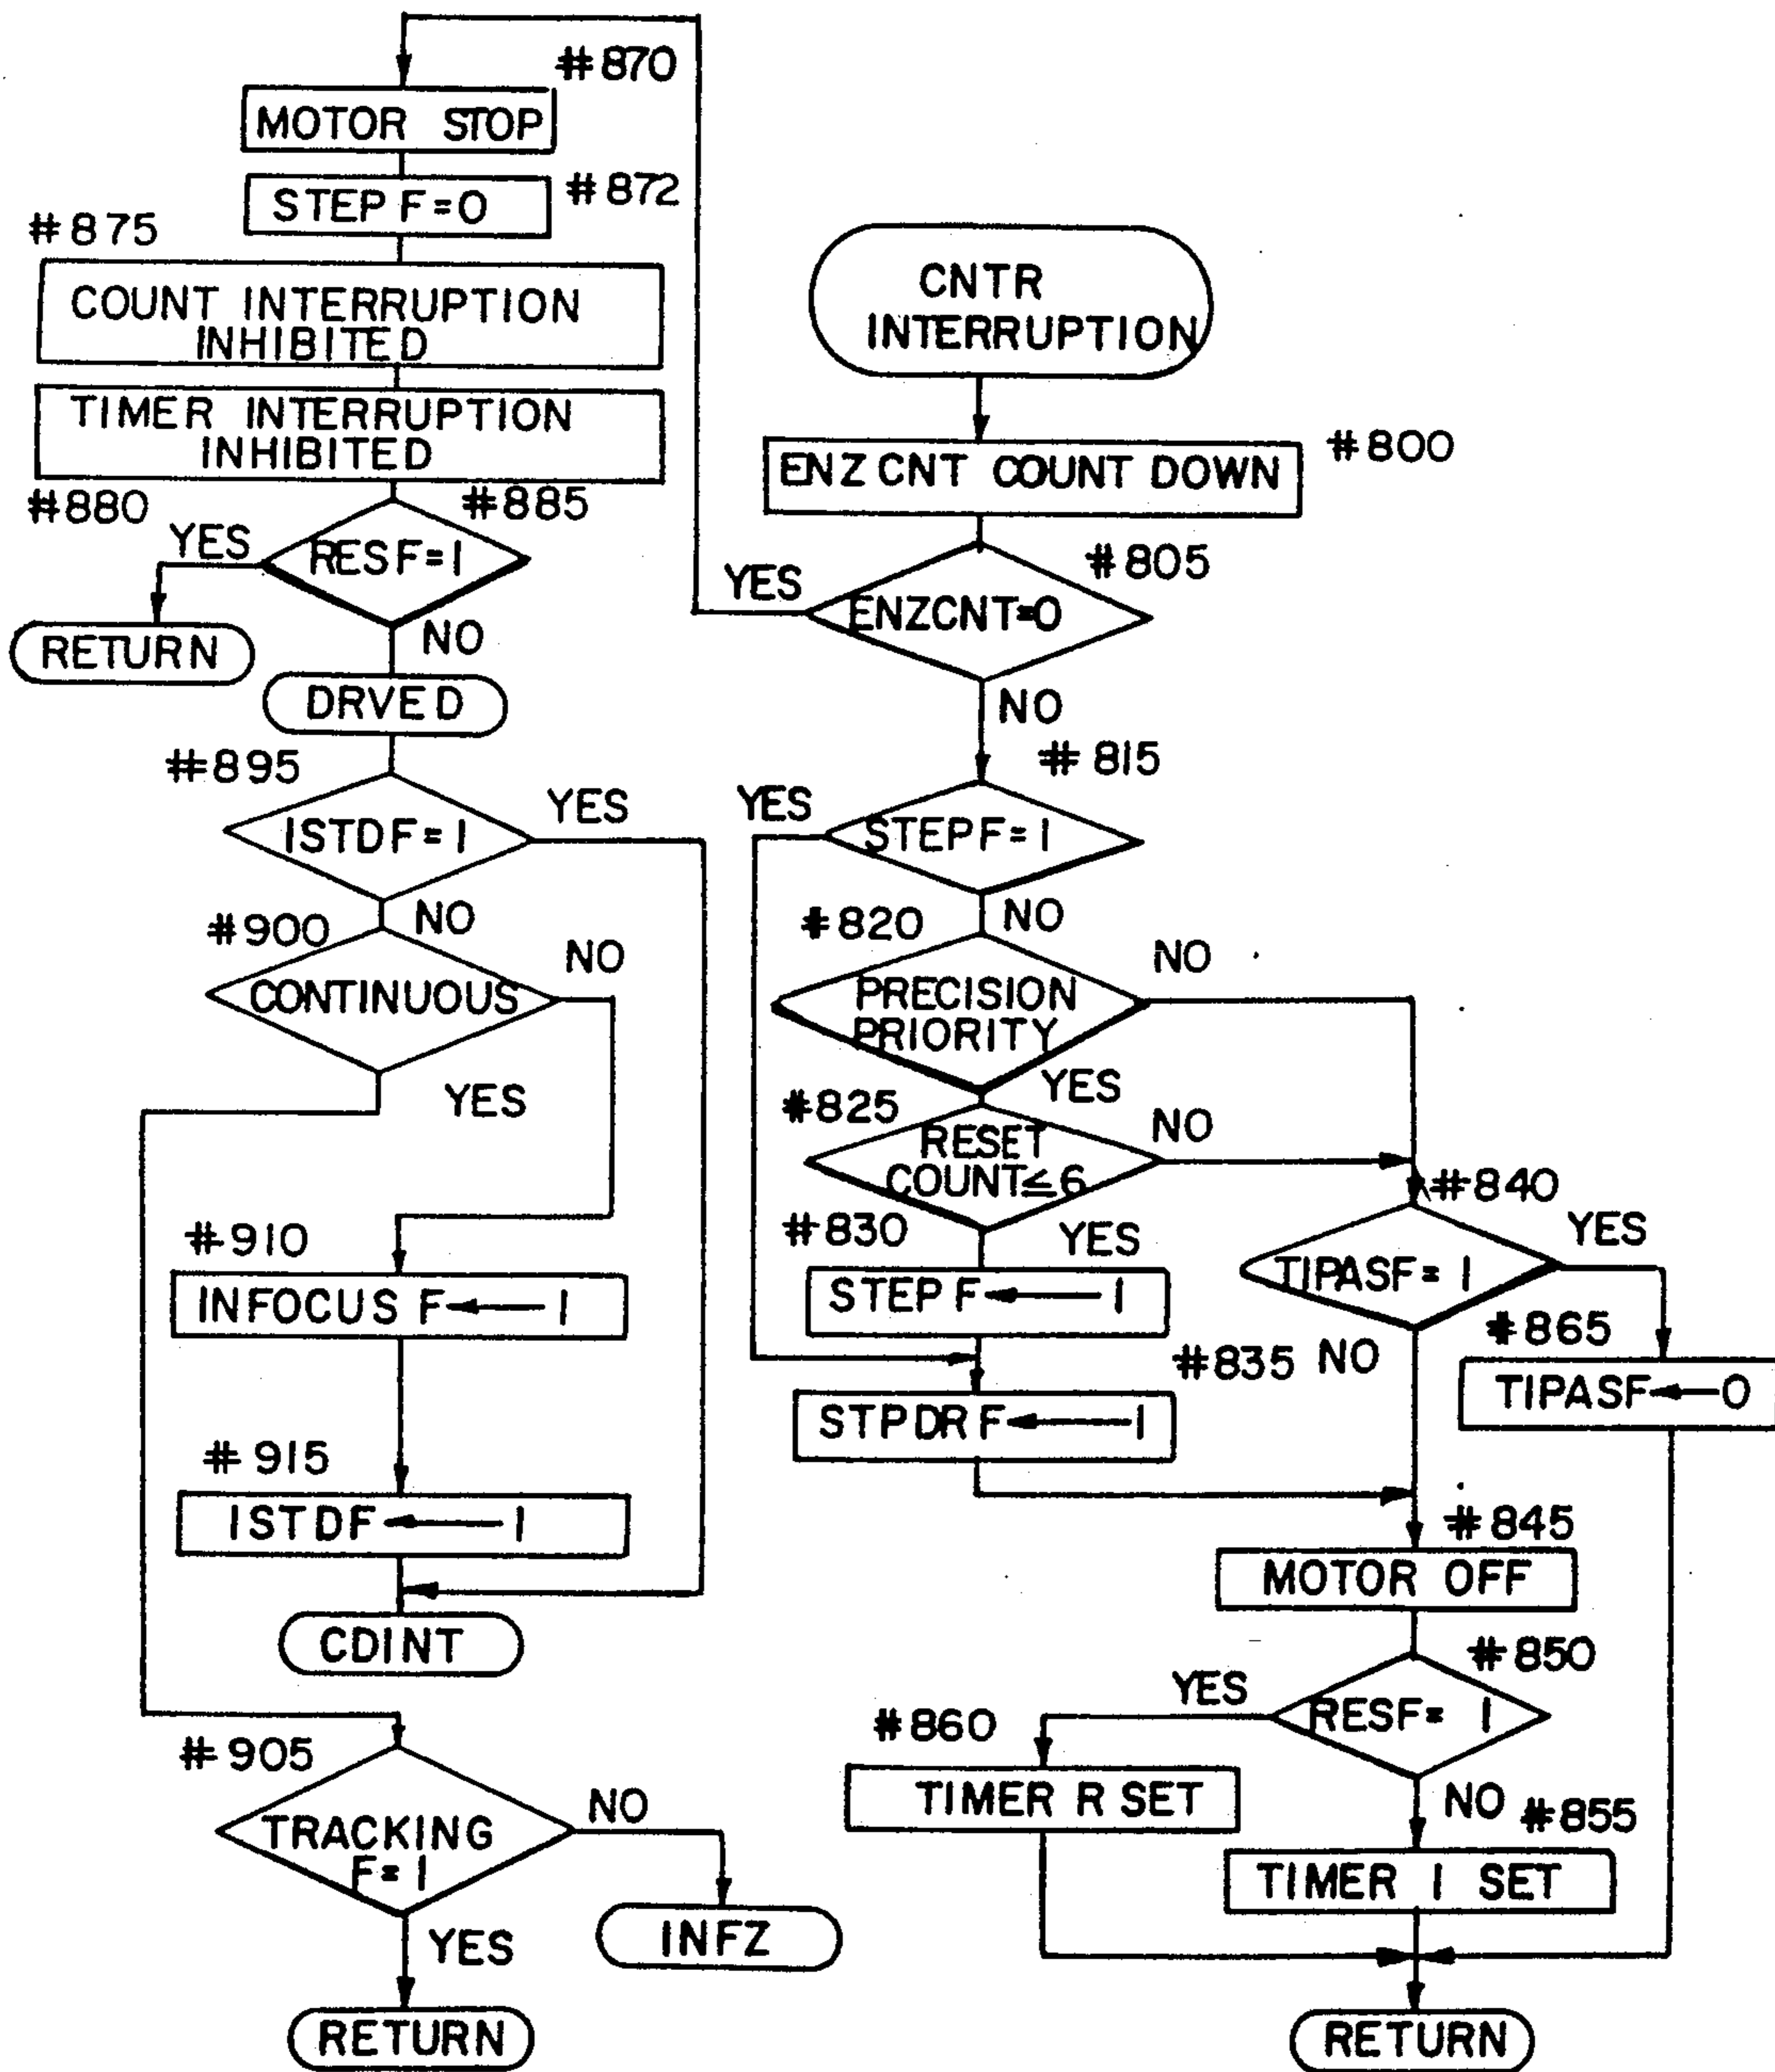 #870
MOTOR STOP
#872
STEP F=0
#875
COUNT INTERRUPTION
INHIBITED
TIMER INTERRUPTION
INHIBITED
#880
#885
YES
RESF=1
RETURN
NO
DRVED
#895
ISTDF=1
YES
NO
#900
CONTINUOUS
NO
YES
#910
INFOCUS F←1
#915
ISTDF←1
CDINT
#905
TRACKING
F=1
NO
INFZ
YES
RETURN
CNTR
INTERRUPTION
#800
ENZCNT COUNT DOWN
#805
YES
ENZCNT=0
NO
#815
YES
STEPF=1
NO
#820
PRECISION
PRIORITY
NO
YES
#825
RESET
COUNT≦6
NO
#830
YES
STEP F←1
#835
STPDR F←1
#840
TIPASF=1
YES
NO
#865
TIPASF←0
#845
MOTOR OFF
#850
YES
RESF=1
#860
TIMER R SET
NO
#855
TIMER I SET
RETURN